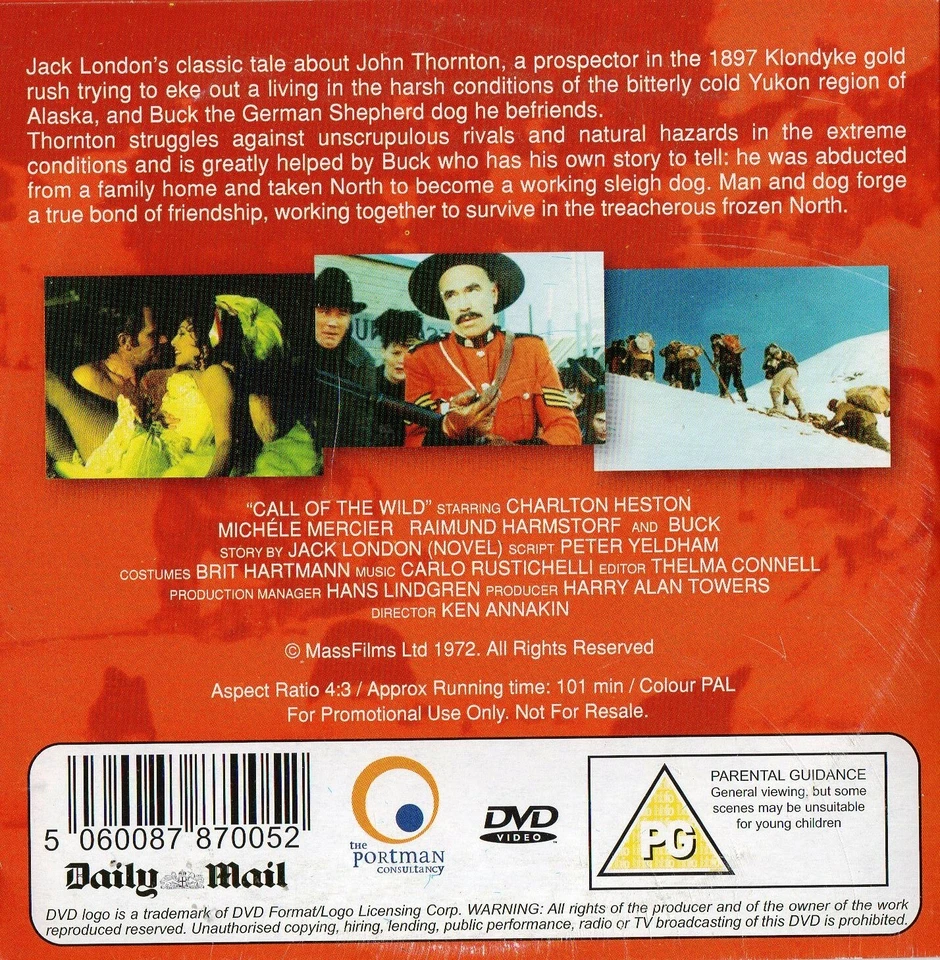 Jack London's classic tale about John Thornton, a prospector in the 1897 Klondyke gold
rush trying to eke out a living in the harsh conditions of the bitterly cold Yukon region of
Alaska, and Buck the German Shepherd dog he befriends.
Thornton struggles against unscrupulous rivals and natural hazards in the extreme
conditions and is greatly helped by Buck who has his own story to tell: he was abducted
from a family home and taken North to become a working sleigh dog. Man and dog forge
a true bond of friendship, working together to survive in the treacherous frozen North.
"CALL OF THE WILD" STARRING CHARLTON HESTON
MICHÉLE MERCIER RAIMUND HARMSTORF AND BUCK
STORY BY JACK LONDON (NOVEL) SCRIPT PETER YELDHAM
COSTUMES BRIT HARTMANN MUSIC CARLO RUSTICHELLI EDITOR THELMA CONNELL
PRODUCTION MANAGER HANS LINDGREN PRODUCER HARRY ALAN TOWERS
DIRECTOR KEN ANNAKIN
© MassFilms Ltd 1972. All Rights Reserved
Aspect Ratio 4:3 / Approx Running time: 101 min / Colour PAL
For Promotional Use Only. Not For Resale.
5 060087 870052
Daily Mail
the
PORTMAN
CONSULTANCY
DVD
VIDEO
PG
PARENTAL GUIDANCE
General viewing, but some
scenes may be unsuitable
for young children
DVD logo is a trademark of DVD Format/Logo Licensing Corp. WARNING: All rights of the producer and of the owner of the work
reproduced reserved. Unauthorised copying, hiring, lending, public performance, radio or TV broadcasting of this DVD is prohibited.